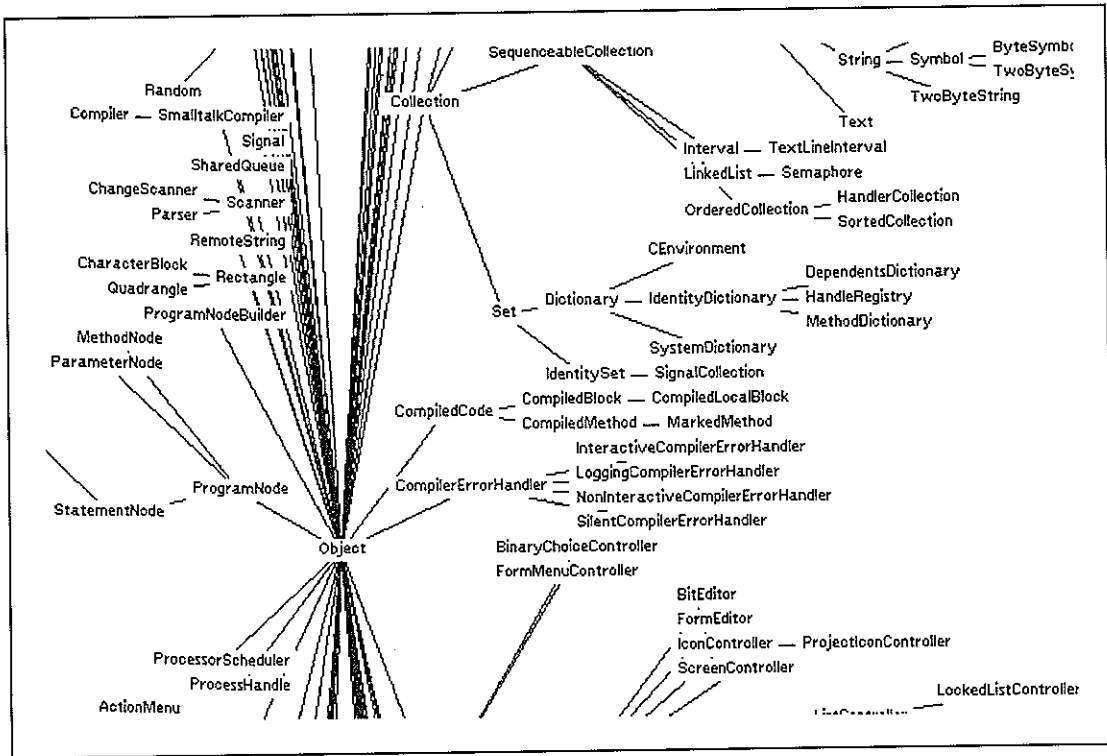 SequenceableCollection
String — Symbol
TwoByteString
Random
Collection
Compiler — SmalltalkCompiler
Text
Signal
Interval — TextLineInterval
SharedQueue
LinkedList — Semaphore
ChangeScanner
Scanner
HandlerCollection
Parser
OrderedCollection
SortedCollection
RemoteString
CEnvironment
CharacterBlock
Rectangle
DependentsDictionary
Quadrangle
Set
Dictionary — IdentityDictionary
HandleRegistry
ProgramNodeBuilder
MethodDictionary
MethodNode
SystemDictionary
ParameterNode
IdentitySet — SignalCollection
CompiledCode
CompiledBlock — CompiledLocalBlock
CompiledMethod — MarkedMethod
InteractiveCompilerErrorHandler
LoggingCompilerErrorHandler
ProgramNode
CompilerErrorHandler
NonInteractiveCompilerErrorHandler
StatementNode
SilentCompilerErrorHandler
Object
BinaryChoiceController
FormMenuController
BitEditor
FormEditor
IconController — ProjectIconController
ProcessorScheduler
ScreenController
ProcessHandle
LockedListController
ActionMenu